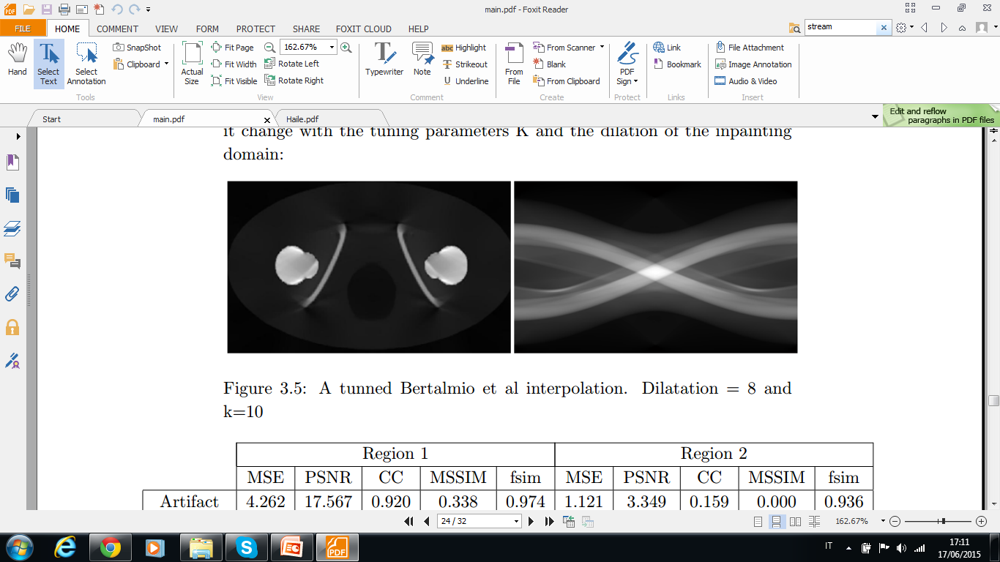 main.pdf - Foxit Reader
FILE HOME COMMENT VIEW FORM PROTECT SHARE FOXIT CLOUD HELP
stream
Hand
Select Text
Select Annotation
SnapShot
Clipboard
Tools
Actual Size
Fit Page
Fit Width
Fit Visible
162.67%
Rotate Left
Rotate Right
View
Typewriter
Note
abc Highlight
T Strikeout
U Underline
Comment
From File
From Scanner
Blank
From Clipboard
Create
PDF Sign
Protect
Link
Bookmark
Links
File Attachment
Image Annotation
Audio & Video
Insert
Start
main.pdf
Haile.pdf
Edit and reflow
paragraphs in PDF files
it change with the tuning parameters K and the dilation of the inpainting
domain:
Figure 3.5: A tunned Bertalmio et al interpolation. Dilatation = 8 and
k=10
Region 1 Region 2
MSE PSNR CC MSSIM fsim MSE PSNR CC MSSIM fsim
Artifact 4.262 17.567 0.920 0.338 0.974 1.121 3.349 0.159 0.000 0.936
24 / 32
162.67%
IT
17:11
17/06/2015
PDF